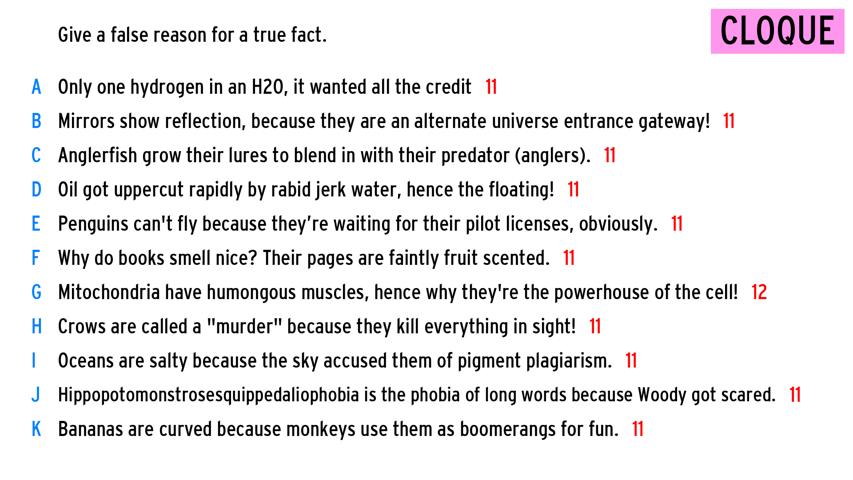 Give a false reason for a true fact.
CLOQUE
A Only one hydrogen in an H20, it wanted all the credit 11
B Mirrors show reflection, because they are an alternate universe entrance gateway! 11
C Anglerfish grow their lures to blend in with their predator (anglers). 11
D Oil got uppercut rapidly by rabid jerk water, hence the floating! 11
E Penguins can't fly because they’re waiting for their pilot licenses, obviously. 11
F Why do books smell nice? Their pages are faintly fruit scented. 11
G Mitochondria have humongous muscles, hence why they're the powerhouse of the cell! 12
H Crows are called a "murder" because they kill everything in sight! 11
I Oceans are salty because the sky accused them of pigment plagiarism. 11
J Hippopotomonstrosesquippedaliophobia is the phobia of long words because Woody got scared. 11
K Bananas are curved because monkeys use them as boomerangs for fun. 11